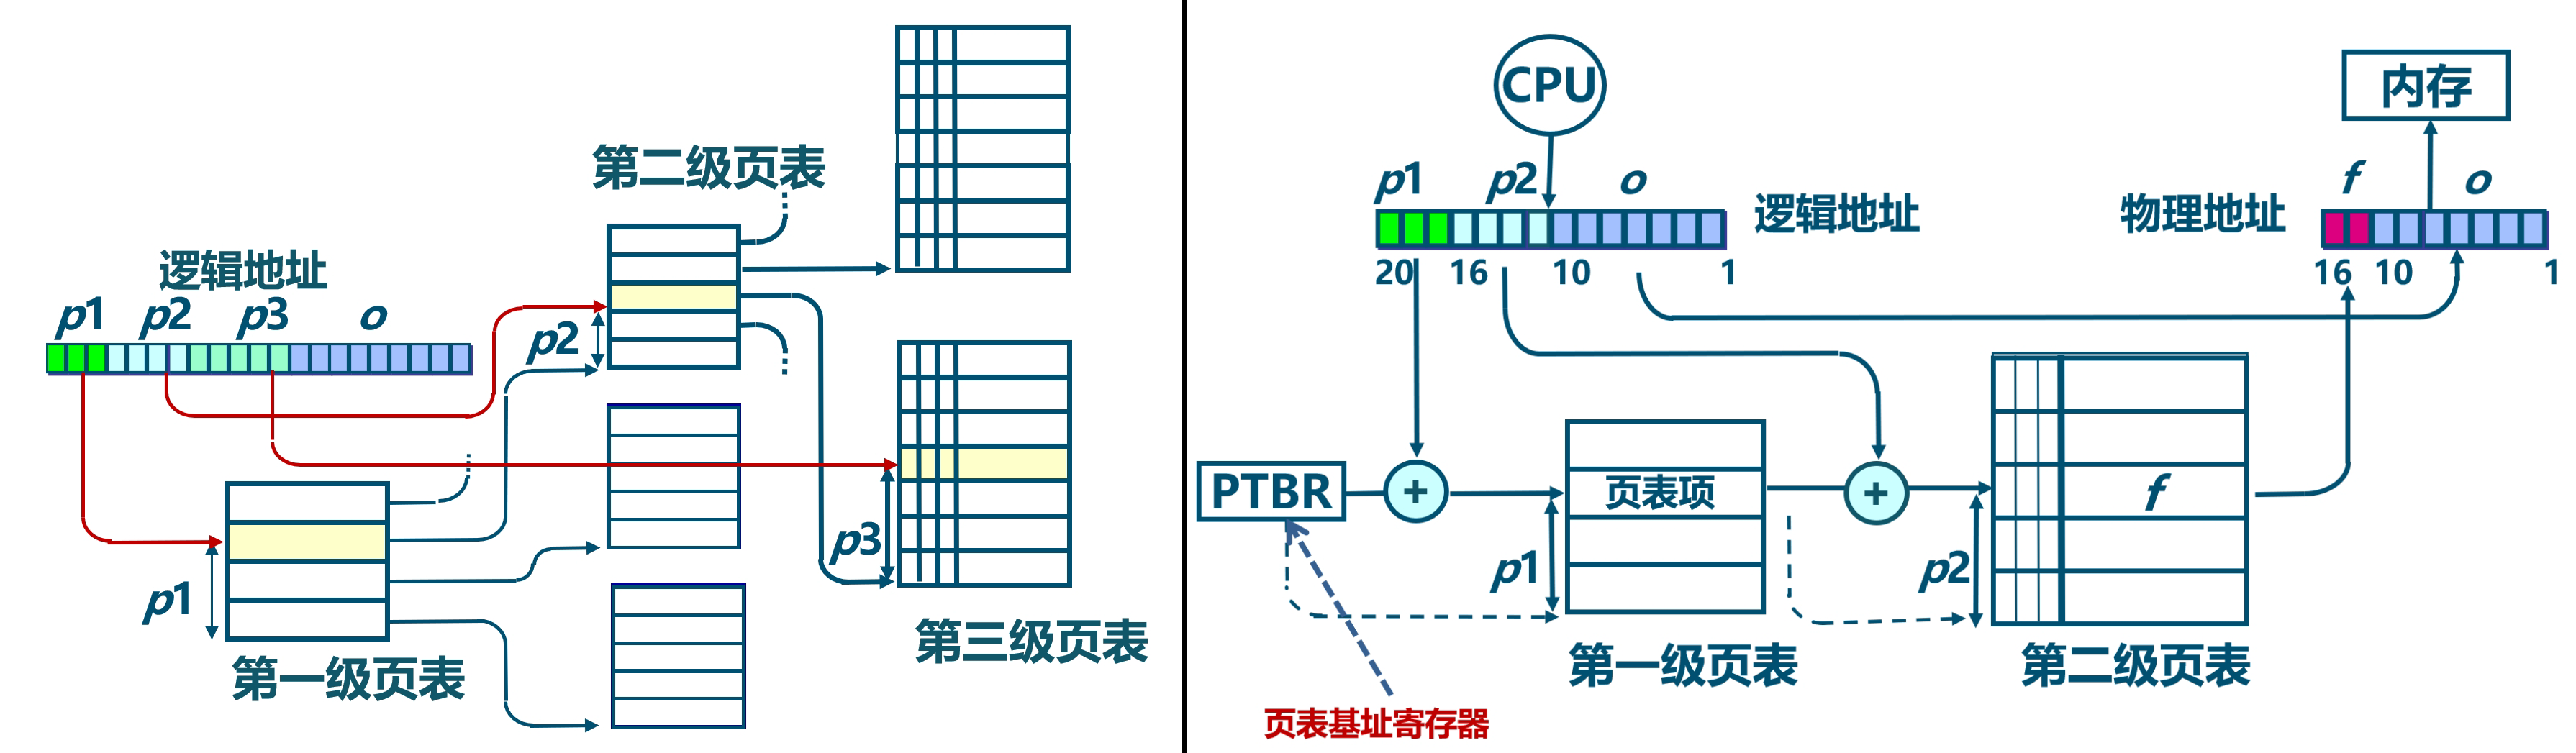 第二级页表
逻辑地址
p1 p2 p3 o
p2
p1
p3
第一级页表
第三级页表
CPU
内存
p1 p2 o
逻辑地址
物理地址
f o
20 16 10 1
16 10 1
PTBR
+
页表项
+
f
p1
p2
第一级页表
第二级页表
页表基址寄存器